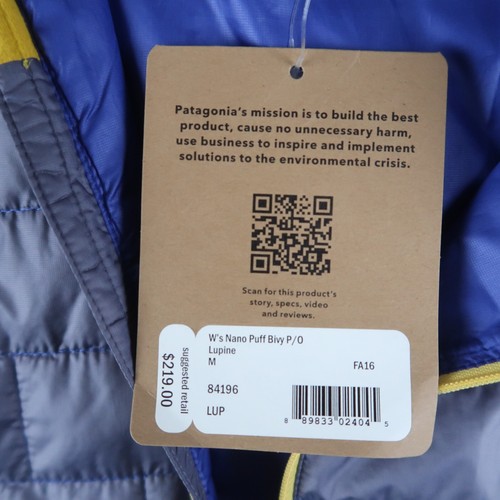 Patagonia's mission is to build the best
product, cause no unnecessary harm,
use business to inspire and implement
solutions to the environmental crisis.
Scan for this product's
story, specs, video
and reviews.
W's Nano Puff Bivy P/O
Lupine
M FA16
84196
LUP
8 89833 02404 5
suggested retail
$219.00